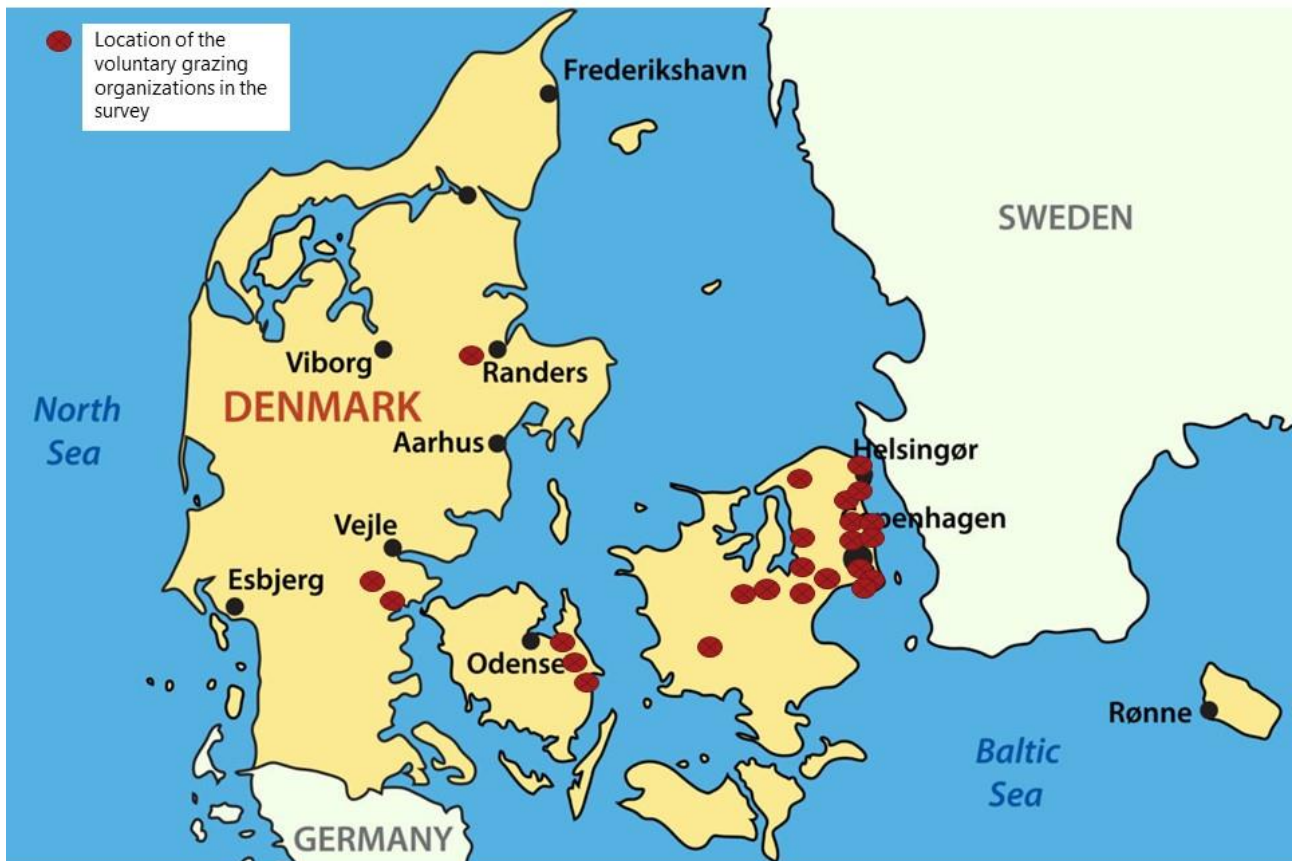 Location of the
voluntary grazing
organizations in the
survey
Frederikshavn
SWEDEN
Viborg
Randers
DENMARK
North
Sea
Aarhus
Helsingør
Copenhagen
Vejle
Esbjerg
Odense
Rønne
Baltic
Sea
GERMANY